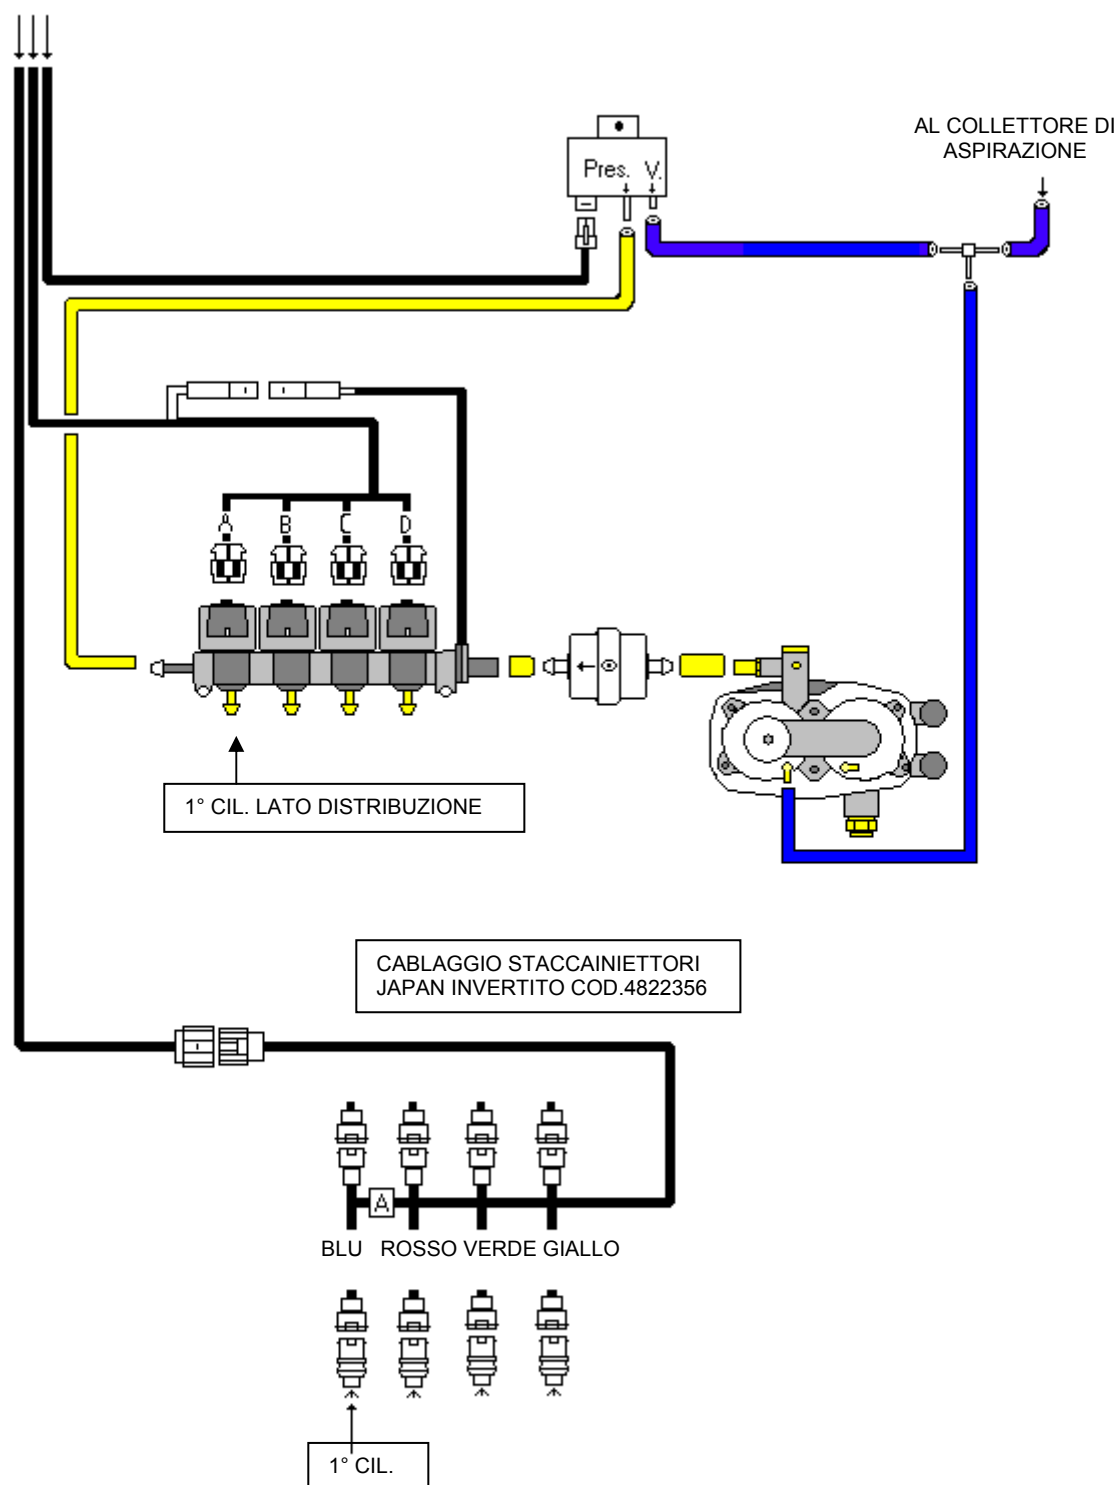 AL COLLETTORE DI
ASPIRAZIONE
Pres. V.
A B C D
1° CIL. LATO DISTRIBUZIONE
CABLAGGIO STACCAINIETTORI
JAPAN INVERTITO COD.4822356
A
BLU ROSSO VERDE GIALLO
1° CIL.